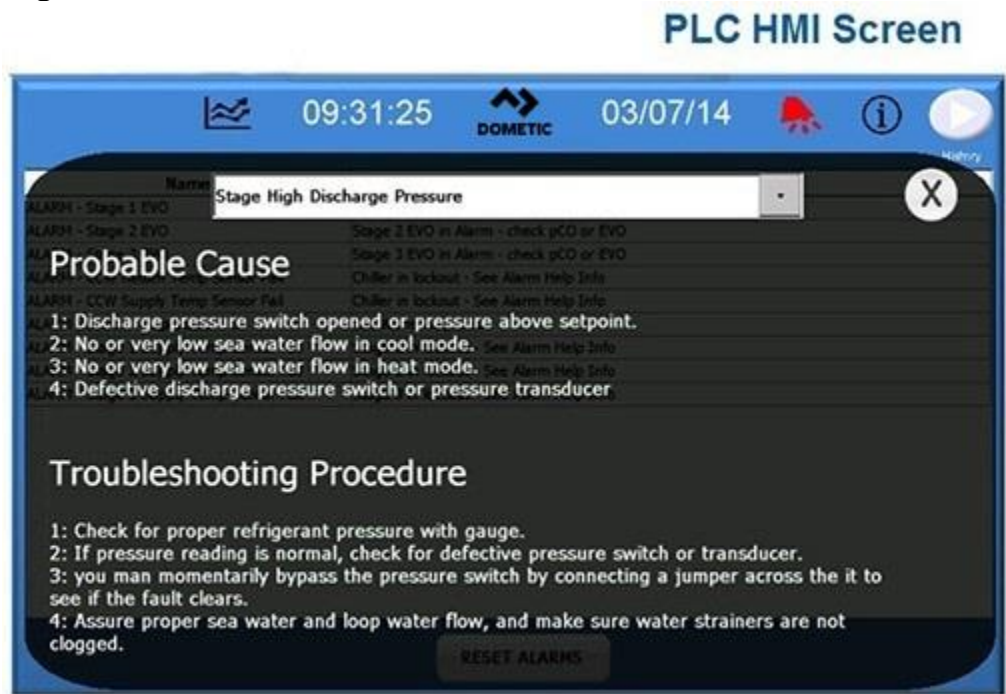 PLC HMI Screen
09:31:25
DOMETIC
03/07/14
History
Name
Stage High Discharge Pressure
X
ALARM - Stage 1 EVO
ALARM - Stage 2 EVO Stage 2 EVO in Alarm - check pCO or EVO
Stage 3 EVO in Alarm - check pCO or EVO
Probable Cause
Chiller in lockout - See Alarm Help Info
ALARM - CCW Supply Temp Sensor Fail Chiller in lockout - See Alarm Help Info
1: Discharge pressure switch opened or pressure above setpoint.
2: No or very low sea water flow in cool mode. See Alarm Help Info
3: No or very low sea water flow in heat mode. See Alarm Help Info
4: Defective discharge pressure switch or pressure transducer
Troubleshooting Procedure
1: Check for proper refrigerant pressure with gauge.
2: If pressure reading is normal, check for defective pressure switch or transducer.
3: you man momentarily bypass the pressure switch by connecting a jumper across the it to
see if the fault clears.
4: Assure proper sea water and loop water flow, and make sure water strainers are not
clogged.
RESET ALARMS